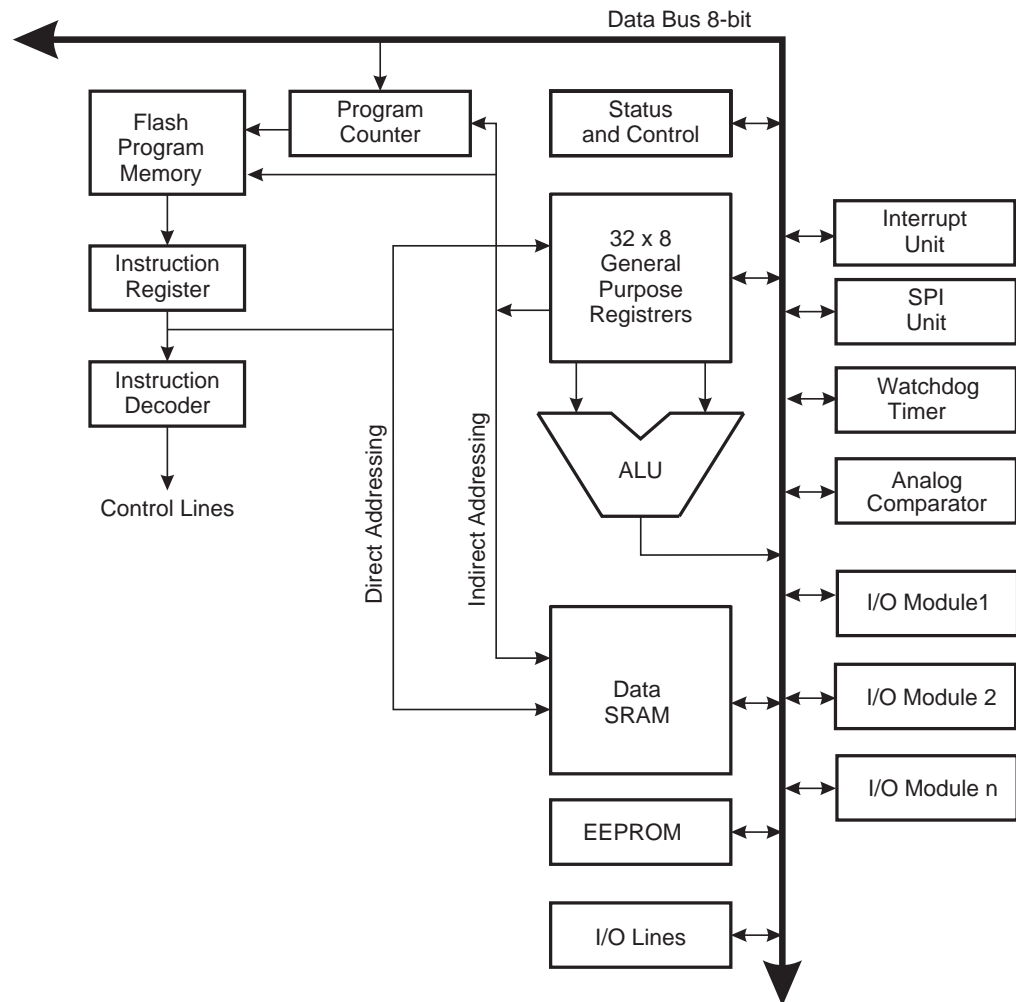 Data Bus 8-bit
Flash
Program
Memory
Program
Counter
Status
and Control
Instruction
Register
32 x 8
General
Purpose
Registrers
Interrupt
Unit
SPI
Unit
Instruction
Decoder
Watchdog
Timer
ALU
Analog
Comparator
Control Lines
Direct Addressing
Indirect Addressing
I/O Module1
Data
SRAM
I/O Module 2
I/O Module n
EEPROM
I/O Lines